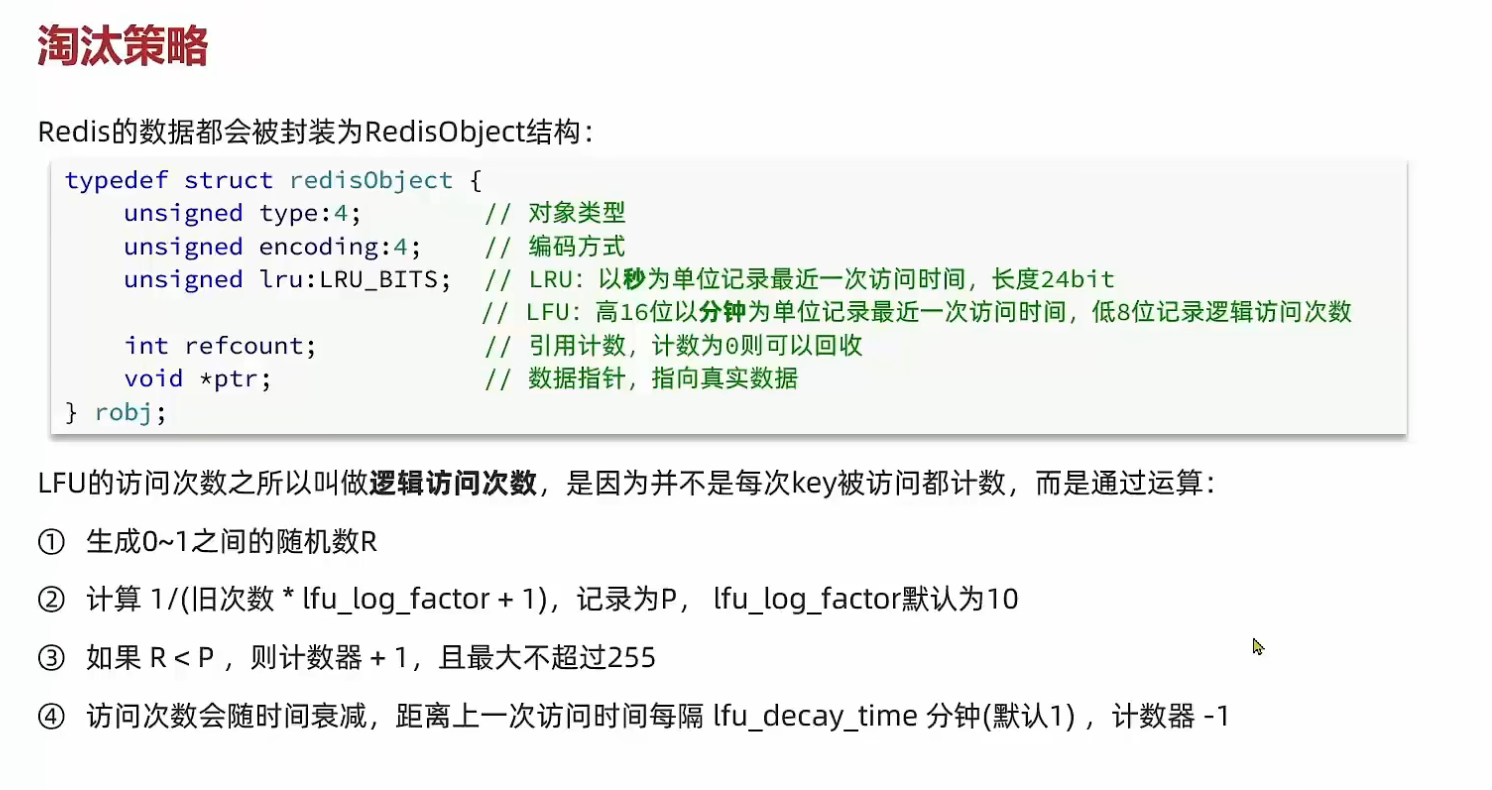 淘汰策略
Redis的数据都会被封装为RedisObject结构：
typedef struct redisObject {
    unsigned type:4;        // 对象类型
    unsigned encoding:4;    // 编码方式
    unsigned lru:LRU_BITS;  // LRU：以秒为单位记录最近一次访问时间，长度24bit
                            // LFU：高16位以分钟为单位记录最近一次访问时间，低8位记录逻辑访问次数
    int refcount;           // 引用计数，计数为0则可以回收
    void *ptr;              // 数据指针，指向真实数据
} robj;
LFU的访问次数之所以叫做逻辑访问次数，是因为并不是每次key被访问都计数，而是通过运算：
① 生成0~1之间的随机数R
② 计算 1/(旧次数 * lfu_log_factor + 1)，记录为P， lfu_log_factor默认为10
③ 如果 R < P ，则计数器 + 1，且最大不超过255
④ 访问次数会随时间衰减，距离上一次访问时间每隔 lfu_decay_time 分钟(默认1) ，计数器 -1